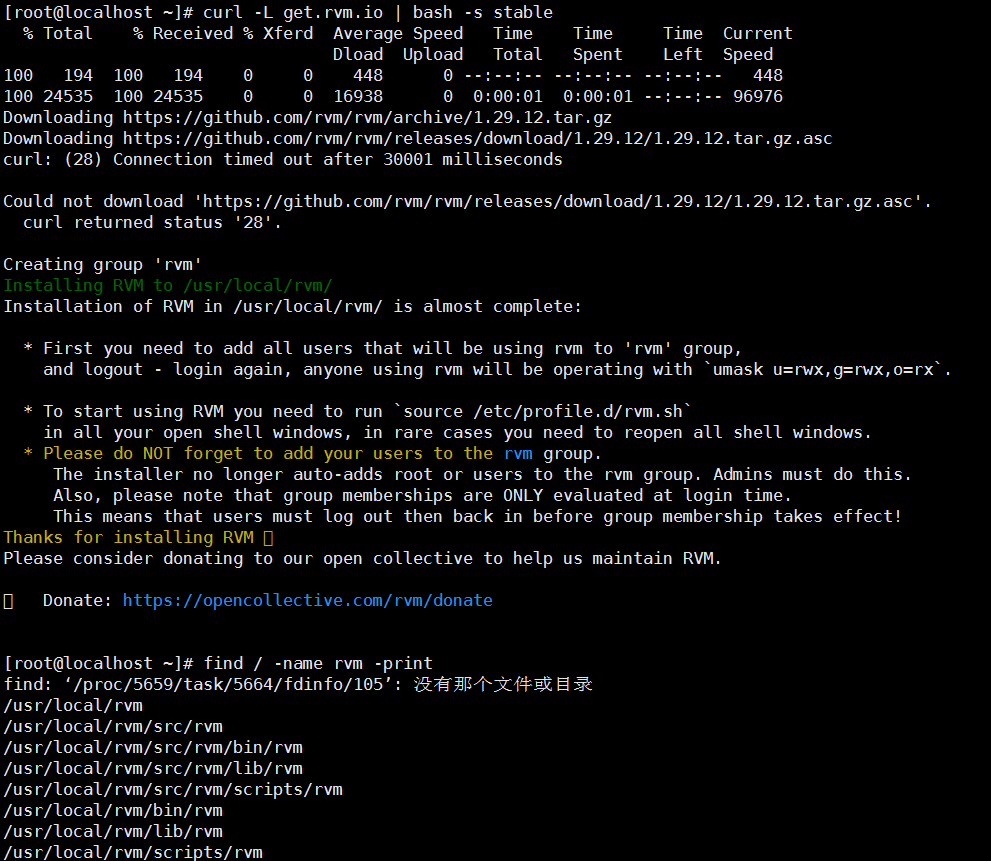 [root@localhost ~]# curl -L get.rvm.io | bash -s stable
  % Total    % Received % Xferd  Average Speed   Time    Time     Time  Current
                                 Dload  Upload   Total   Spent    Left  Speed
100   194  100   194    0     0    448      0 --:--:-- --:--:-- --:--:--   448
100 24535  100 24535    0     0  16938      0  0:00:01  0:00:01 --:--:-- 96976
Downloading https://github.com/rvm/rvm/archive/1.29.12.tar.gz
Downloading https://github.com/rvm/rvm/releases/download/1.29.12/1.29.12.tar.gz.asc
curl: (28) Connection timed out after 30001 milliseconds

Could not download 'https://github.com/rvm/rvm/releases/download/1.29.12/1.29.12.tar.gz.asc'.
  curl returned status '28'.

Creating group 'rvm'
Installing RVM to /usr/local/rvm/
Installation of RVM in /usr/local/rvm/ is almost complete:

  * First you need to add all users that will be using rvm to 'rvm' group,
    and logout - login again, anyone using rvm will be operating with `umask u=rwx,g=rwx,o=rx`.

  * To start using RVM you need to run `source /etc/profile.d/rvm.sh`
    in all your open shell windows, in rare cases you need to reopen all shell windows.
  * Please do NOT forget to add your users to the rvm group.
     The installer no longer auto-adds root or users to the rvm group. Admins must do this.
     Also, please note that group memberships are ONLY evaluated at login time.
     This means that users must log out then back in before group membership takes effect!
Thanks for installing RVM
Please consider donating to our open collective to help us maintain RVM.

    Donate: https://opencollective.com/rvm/donate

[root@localhost ~]# find / -name rvm -print
find: ‘/proc/5659/task/5664/fdinfo/105’: 没有那个文件或目录
/usr/local/rvm
/usr/local/rvm/src/rvm
/usr/local/rvm/src/rvm/bin/rvm
/usr/local/rvm/src/rvm/lib/rvm
/usr/local/rvm/src/rvm/scripts/rvm
/usr/local/rvm/bin/rvm
/usr/local/rvm/lib/rvm
/usr/local/rvm/scripts/rvm